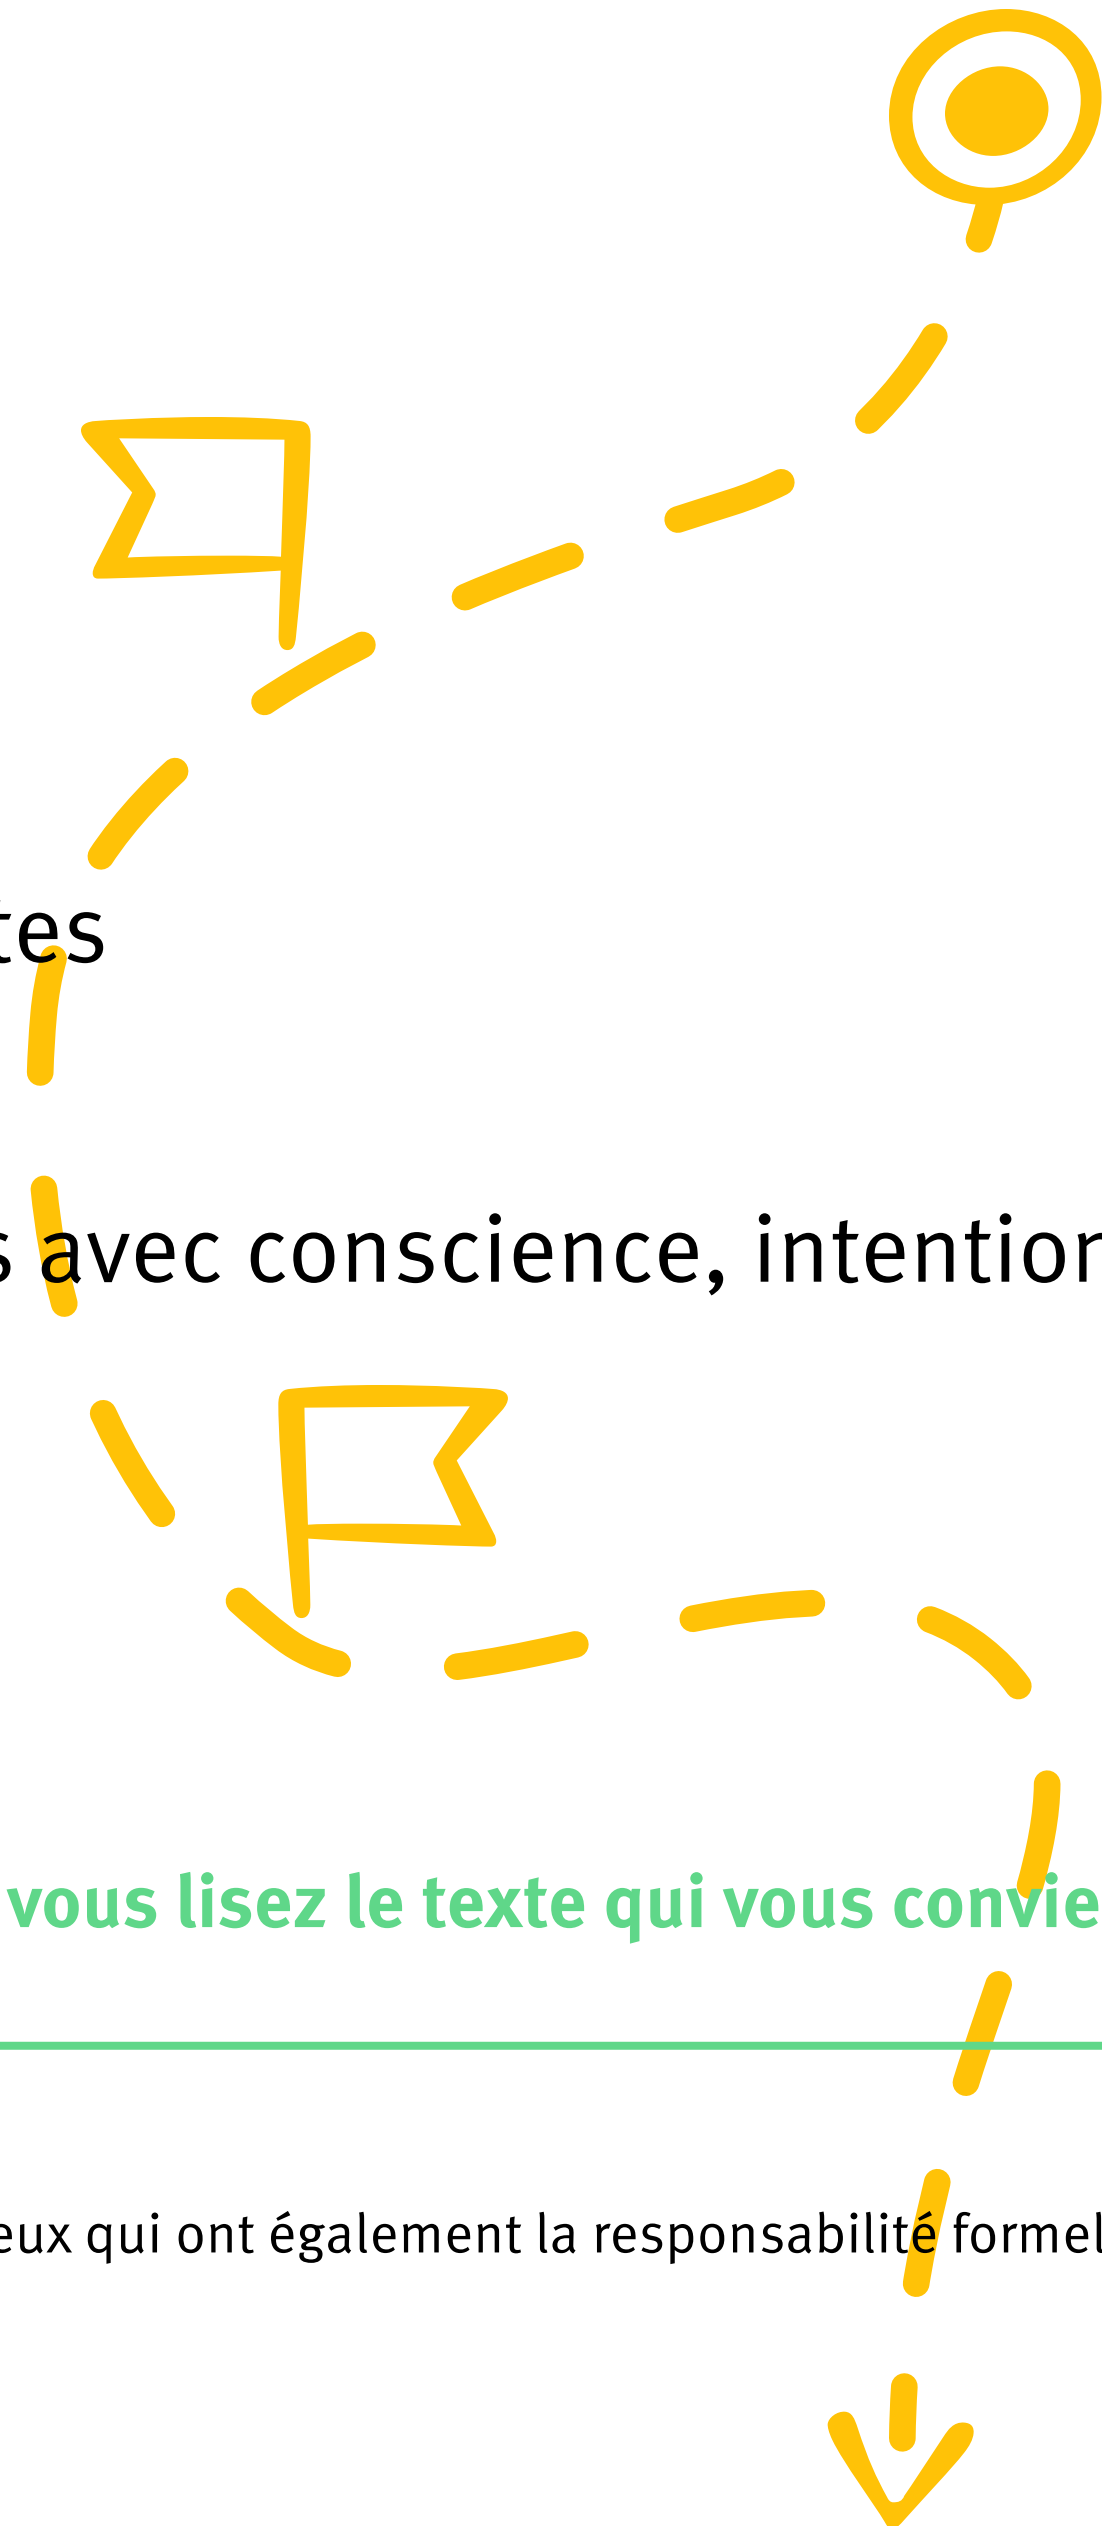 tes
s avec conscience, intention
vous lisez le texte qui vous convie
eux qui ont également la responsabilité formel